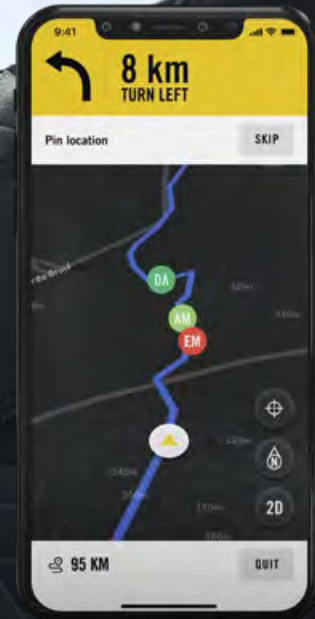 9:41
8 km
TURN LEFT
Pin location
SKIP
DA
AM
EM
N
2D
95 KM
QUIT